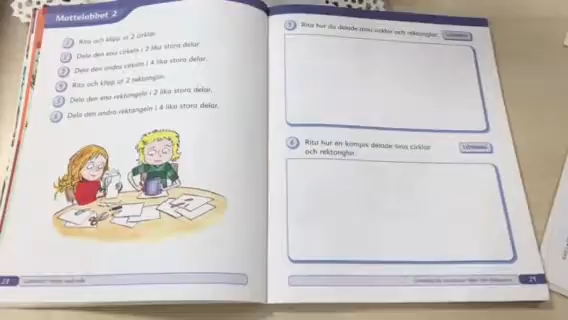 Mattelabbet 2
Rita och klipp ut 2 cirklar.
Dela den ena cirkeln i 2 lika stora delar.
Dela den andra cirkeln i 4 lika stora delar.
Rita och klipp ut 2 rektanglar.
Dela den ena rektangeln i 2 lika stora delar.
Dela den andra rektangeln i 4 lika stora delar.
Rita hur du delade dina cirklar och rektanglar.
Rita hur en kompis delade sina cirklar
och rektanglar.